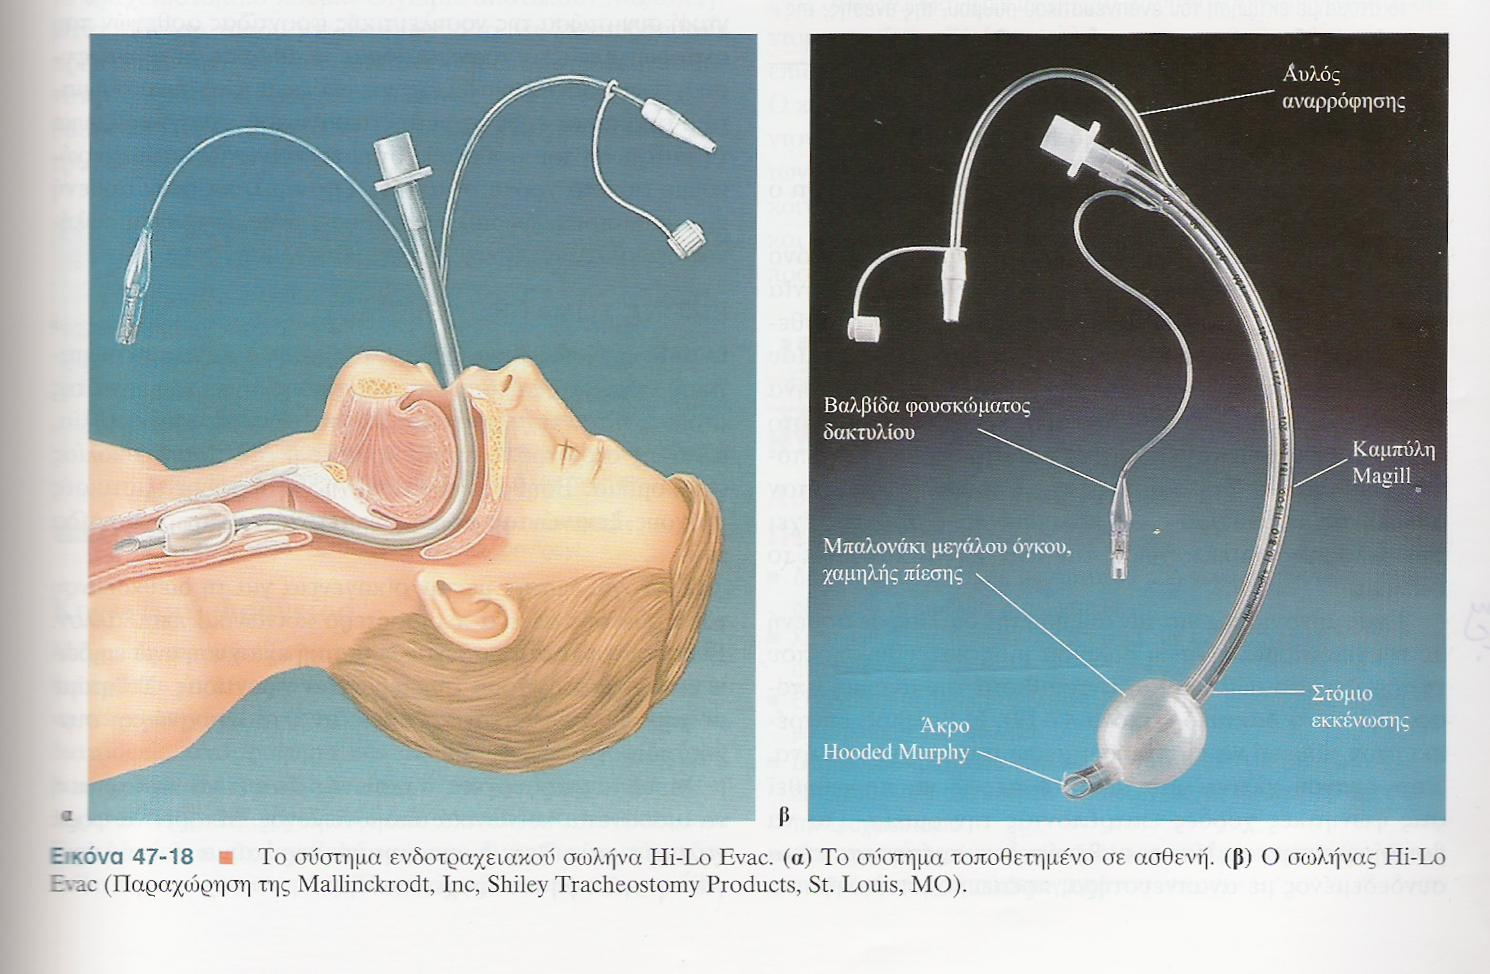 Αυλός
αναρρόφησης
Βαλβίδα φουσκώματος
δακτυλίου
Καμπύλη
Magill
Μπαλονάκι μεγάλου όγκου,
χαμηλής πίεσης
Στόμιο
εκκένωσης
Άκρο
Hooded Murphy
α
β
Εικόνα 47-18 ■ Το σύστημα ενδοτραχειακού σωλήνα Hi-Lo Evac. (α) Το σύστημα τοποθετημένο σε ασθενή. (β) Ο σωλήνας Hi-Lo
Evac (Παραχώρηση της Mallinckrodt, Inc, Shiley Tracheostomy Products, St. Louis, MO).